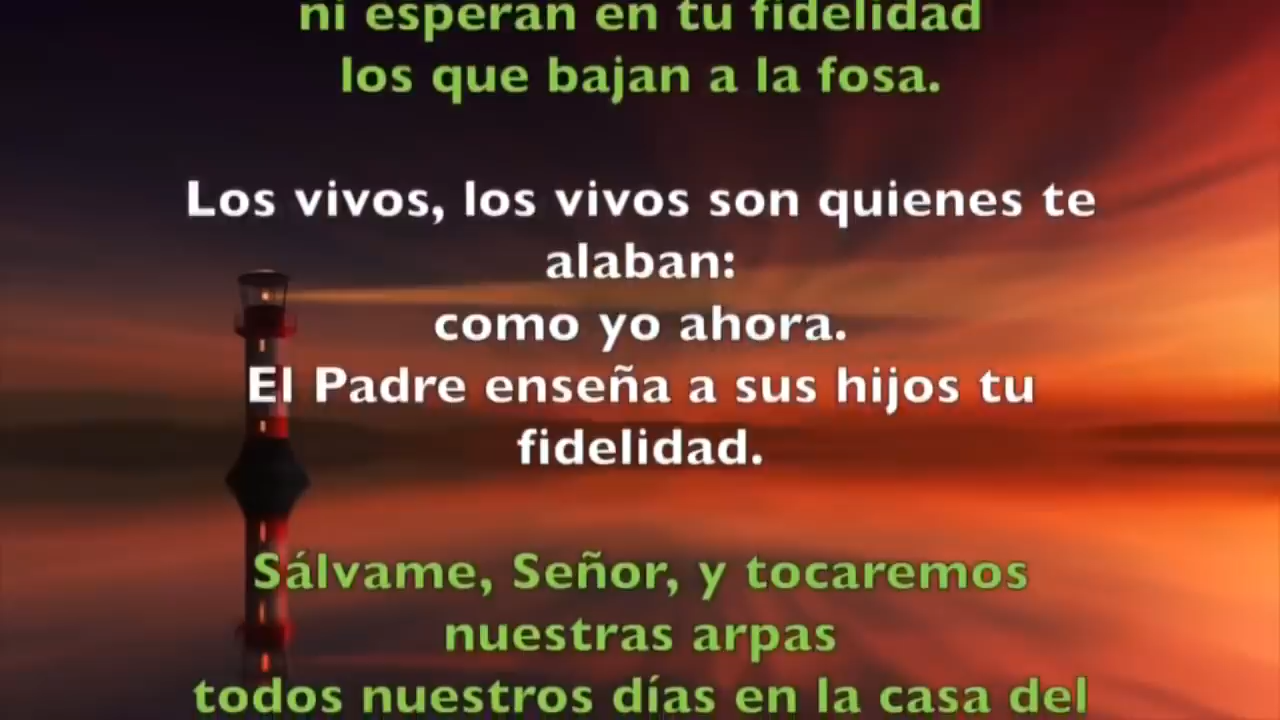 ni esperan en tu fidelidad
los que bajan a la fosa.
Los vivos, los vivos son quienes te
alaban:
como yo ahora.
El Padre enseña a sus hijos tu
fidelidad.
Sálvame, Señor, y tocaremos
nuestras arpas
todos nuestros días en la casa del